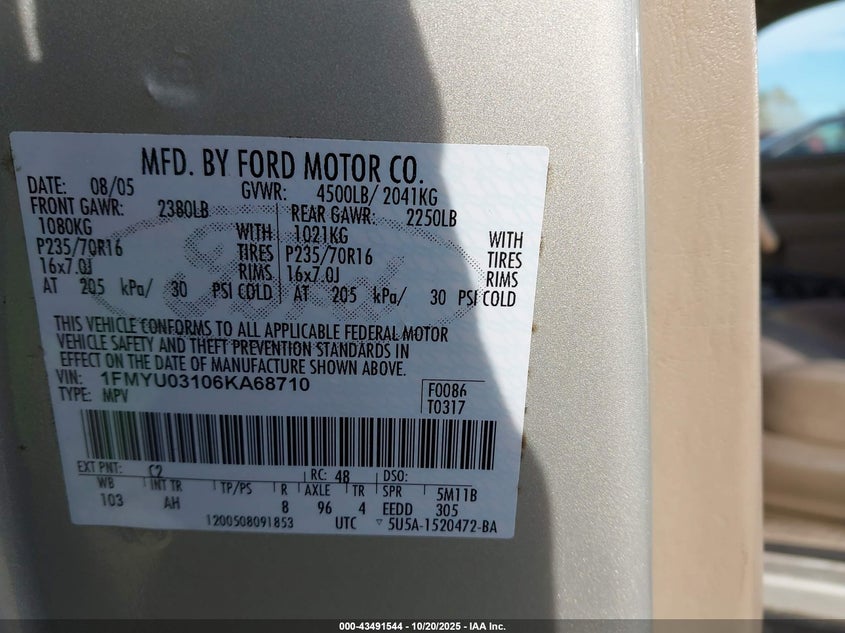 MFD. BY FORD MOTOR CO.
DATE: 08/05 GVWR: 4500LB/ 2041KG
FRONT GAWR: 2380LB REAR GAWR: 2250LB
1080KG WITH 1021KG WITH
P235/70R16 TIRES P235/70R16 TIRES
16x7.0J RIMS 16x7.0J RIMS
AT 205 kPa/ 30 PSI COLD AT 205 kPa/ 30 PSI COLD
THIS VEHICLE CONFORMS TO ALL APPLICABLE FEDERAL MOTOR
VEHICLE SAFETY AND THEFT PREVENTION STANDARDS IN
EFFECT ON THE DATE OF MANUFACTURE SHOWN ABOVE.
VIN: 1FMYU03106KA68710 F0086
TYPE: MPV T0317
EXT PNT: C2 RC: 48 DSO:
WB INT TR TP/PS R AXLE TR SPR 5M11B
103 AH 8 96 4 EEDD 305
1200508091853 UTC 5U5A-1520472-BA
000-43491544 | 10/20/2025 - IAA Inc.